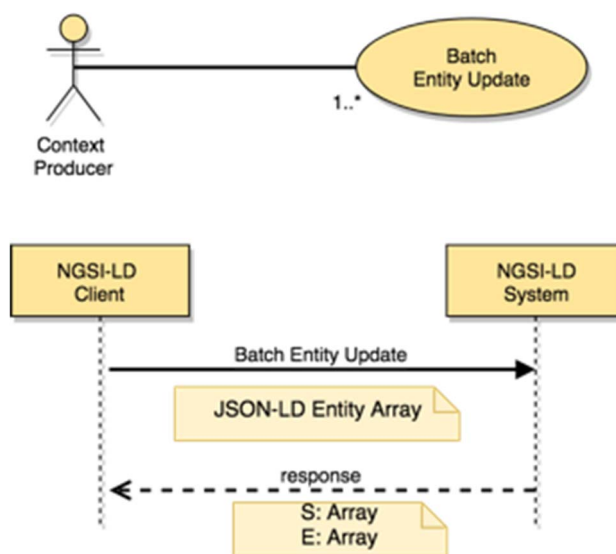 Batch
Entity Update
1..*
Context
Producer
NGSI-LD
Client
NGSI-LD
System
Batch Entity Update
JSON-LD Entity Array
response
S: Array
E: Array